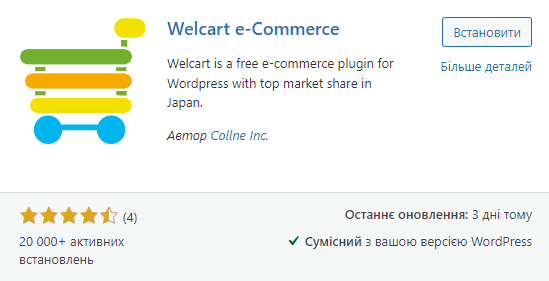 Welcart e-Commerce
Встановити
Більше деталей
Welcart is a free e-commerce plugin for
Wordpress with top market share in
Japan.
Автор Collne Inc.
(4)
20 000+ активних
встановлень
Останнє оновлення: 3 дні тому
Сумісний з вашою версією WordPress